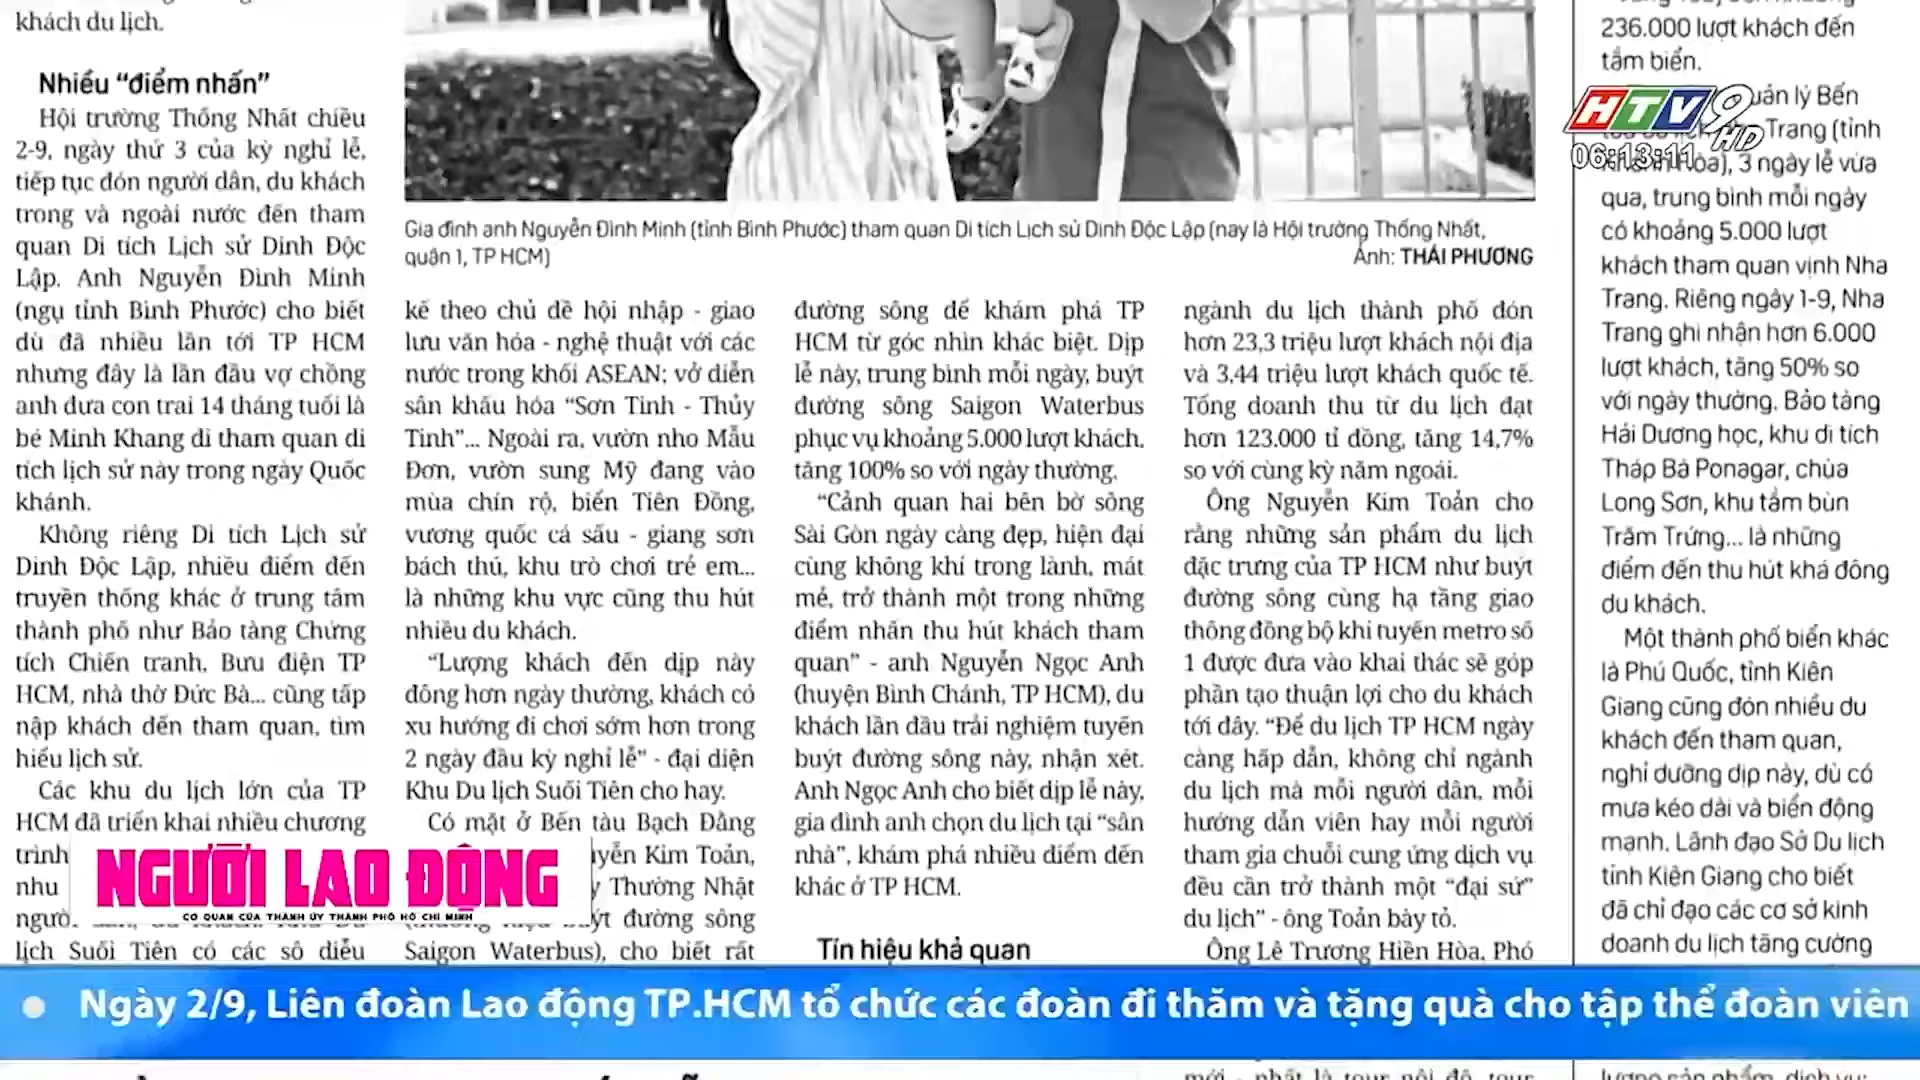 khách du lịch.
Nhiều “điểm nhấn”
Hội trường Thống Nhất chiều
2-9, ngày thứ 3 của kỳ nghỉ lễ,
tiếp tục đón người dân, du khách
trong và ngoài nước đến tham
quan Di tích Lịch sử Dinh Độc
Lập. Anh Nguyễn Đình Minh
(ngụ tỉnh Bình Phước) cho biết
dù đã nhiều lần tới TP HCM
nhưng đây là lần đầu vợ chồng
anh đưa con trai 14 tháng tuổi là
bé Minh Khang đi tham quan di
tích lịch sử này trong ngày Quốc
khánh.
Không riêng Di tích Lịch sử
Dinh Độc Lập, nhiều điểm đến
truyền thống khác ở trung tâm
thành phố như Bảo tàng Chứng
tích Chiến tranh, Bưu điện TP
HCM, nhà thờ Đức Bà... cũng tấp
nập khách đến tham quan, tìm
hiểu lịch sử.
Các khu du lịch lớn của TP
HCM đã triển khai nhiều chương
trình
nhu
người
lịch Suối Tiên có các sô diễu
Gia đình anh Nguyễn Đình Minh (tỉnh Bình Phước) tham quan Di tích Lịch sử Dinh Độc Lập (nay là Hội trường Thống Nhất,
quận 1, TP HCM) Ảnh: THÁI PHƯƠNG
kế theo chủ đề hội nhập - giao
lưu văn hóa - nghệ thuật với các
nước trong khối ASEAN; vở diễn
sân khấu hóa “Sơn Tinh - Thủy
Tinh”... Ngoài ra, vườn nho Mẫu
Đơn, vườn sung Mỹ đang vào
mùa chín rộ, biển Tiên Đồng,
vương quốc cá sấu - giang sơn
bách thú, khu trò chơi trẻ em...
là những khu vực cũng thu hút
nhiều du khách.
“Lượng khách đến dịp này
đông hơn ngày thường, khách có
xu hướng đi chơi sớm hơn trong
2 ngày đầu kỳ nghỉ lễ” - đại diện
Khu Du lịch Suối Tiên cho hay.
Có mặt ở Bến tàu Bạch Đằng
Kim Toản,
Thường Nhật
đường sông
Saigon Waterbus), cho biết rất
đường sông để khám phá TP
HCM từ góc nhìn khác biệt. Dịp
lễ này, trung bình mỗi ngày, buýt
đường sông Saigon Waterbus
phục vụ khoảng 5.000 lượt khách,
tăng 100% so với ngày thường.
“Cảnh quan hai bên bờ sông
Sài Gòn ngày càng đẹp, hiện đại
cùng không khí trong lành, mát
mẻ, trở thành một trong những
điểm nhấn thu hút khách tham
quan” - anh Nguyễn Ngọc Anh
(huyện Bình Chánh, TP HCM), du
khách lần đầu trải nghiệm tuyến
buýt đường sông này, nhận xét.
Anh Ngọc Anh cho biết dịp lễ này,
gia đình anh chọn du lịch tại “sân
nhà”, khám phá nhiều điểm đến
khác ở TP HCM.
Tín hiệu khả quan
ngành du lịch thành phố đón
hơn 23,3 triệu lượt khách nội địa
và 3,44 triệu lượt khách quốc tế.
Tổng doanh thu từ du lịch đạt
hơn 123.000 tỉ đồng, tăng 14,7%
so với cùng kỳ năm ngoái.
Ông Nguyễn Kim Toản cho
rằng những sản phẩm du lịch
đặc trưng của TP HCM như buýt
đường sông cùng hạ tầng giao
thông đồng bộ khi tuyến metro số
1 được đưa vào khai thác sẽ góp
phần tạo thuận lợi cho du khách
tới đây. “Để du lịch TP HCM ngày
càng hấp dẫn, không chỉ ngành
du lịch mà mỗi người dân, mỗi
hướng dẫn viên hay mỗi người
tham gia chuỗi cung ứng dịch vụ
đều cần trở thành một “đại sứ”
du lịch” - ông Toản bày tỏ.
Ông Lê Trương Hiền Hòa, Phó
236.000 lượt khách đến
tắm biển.
quản lý Bến
Trang (tỉnh
3 ngày lễ vừa
qua, trung bình mỗi ngày
có khoảng 5.000 lượt
khách tham quan vịnh Nha
Trang. Riêng ngày 1-9, Nha
Trang ghi nhận hơn 6.000
lượt khách, tăng 50% so
với ngày thường. Bảo tàng
Hải Dương học, khu di tích
Tháp Bà Ponagar, chùa
Long Sơn, khu tắm bùn
Trăm Trứng... là những
điểm đến thu hút khá đông
du khách.
Một thành phố biển khác
là Phú Quốc, tỉnh Kiên
Giang cũng đón nhiều du
khách đến tham quan,
nghỉ dưỡng dịp này, dù có
mưa kéo dài và biển động
mạnh. Lãnh đạo Sở Du lịch
tỉnh Kiên Giang cho biết
đã chỉ đạo các cơ sở kinh
doanh du lịch tăng cường
HTV9 HD
06:13:11
NGƯỜI LAO ĐỘNG
CƠ QUAN CỦA THÀNH ỦY THÀNH PHỐ HỒ CHÍ MINH
Ngày 2/9, Liên đoàn Lao động TP.HCM tổ chức các đoàn đi thăm và tặng quà cho tập thể đoàn viên